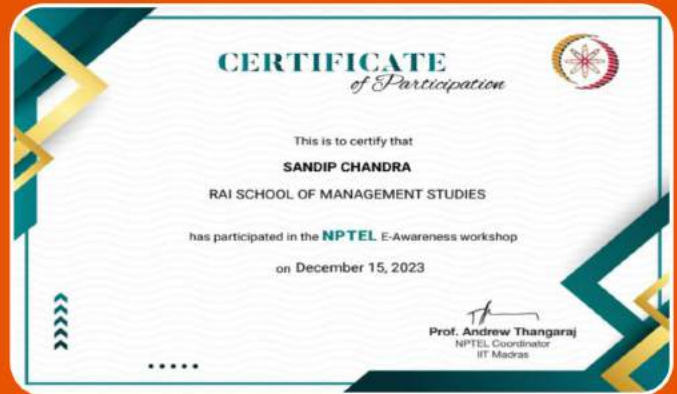 CERTIFICATE
of Participation
This is to certify that
SANDIP CHANDRA
RAI SCHOOL OF MANAGEMENT STUDIES
has participated in the NPTEL E-Awareness workshop
on December 15, 2023
Prof. Andrew Thangaraj
NPTEL Coordinator
IIT Madras